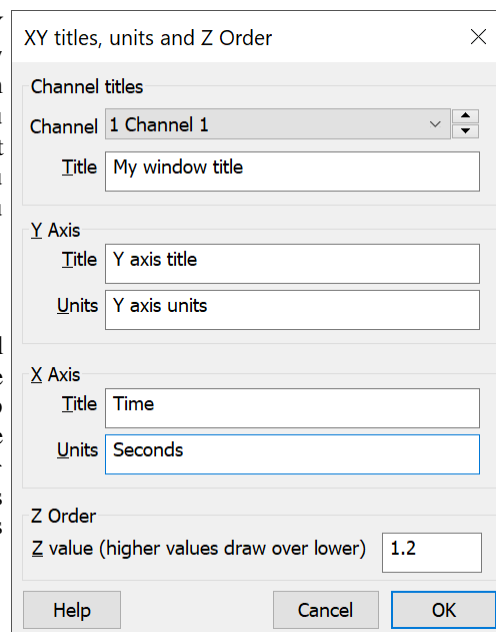 XY titles, units and Z Order
Channel titles
Channel 1 Channel 1
Title My window title
Y Axis
Title Y axis title
Units Y axis units
X Axis
Title Time
Units Seconds
Z Order
Z value (higher values draw over lower) 1.2
Help Cancel OK